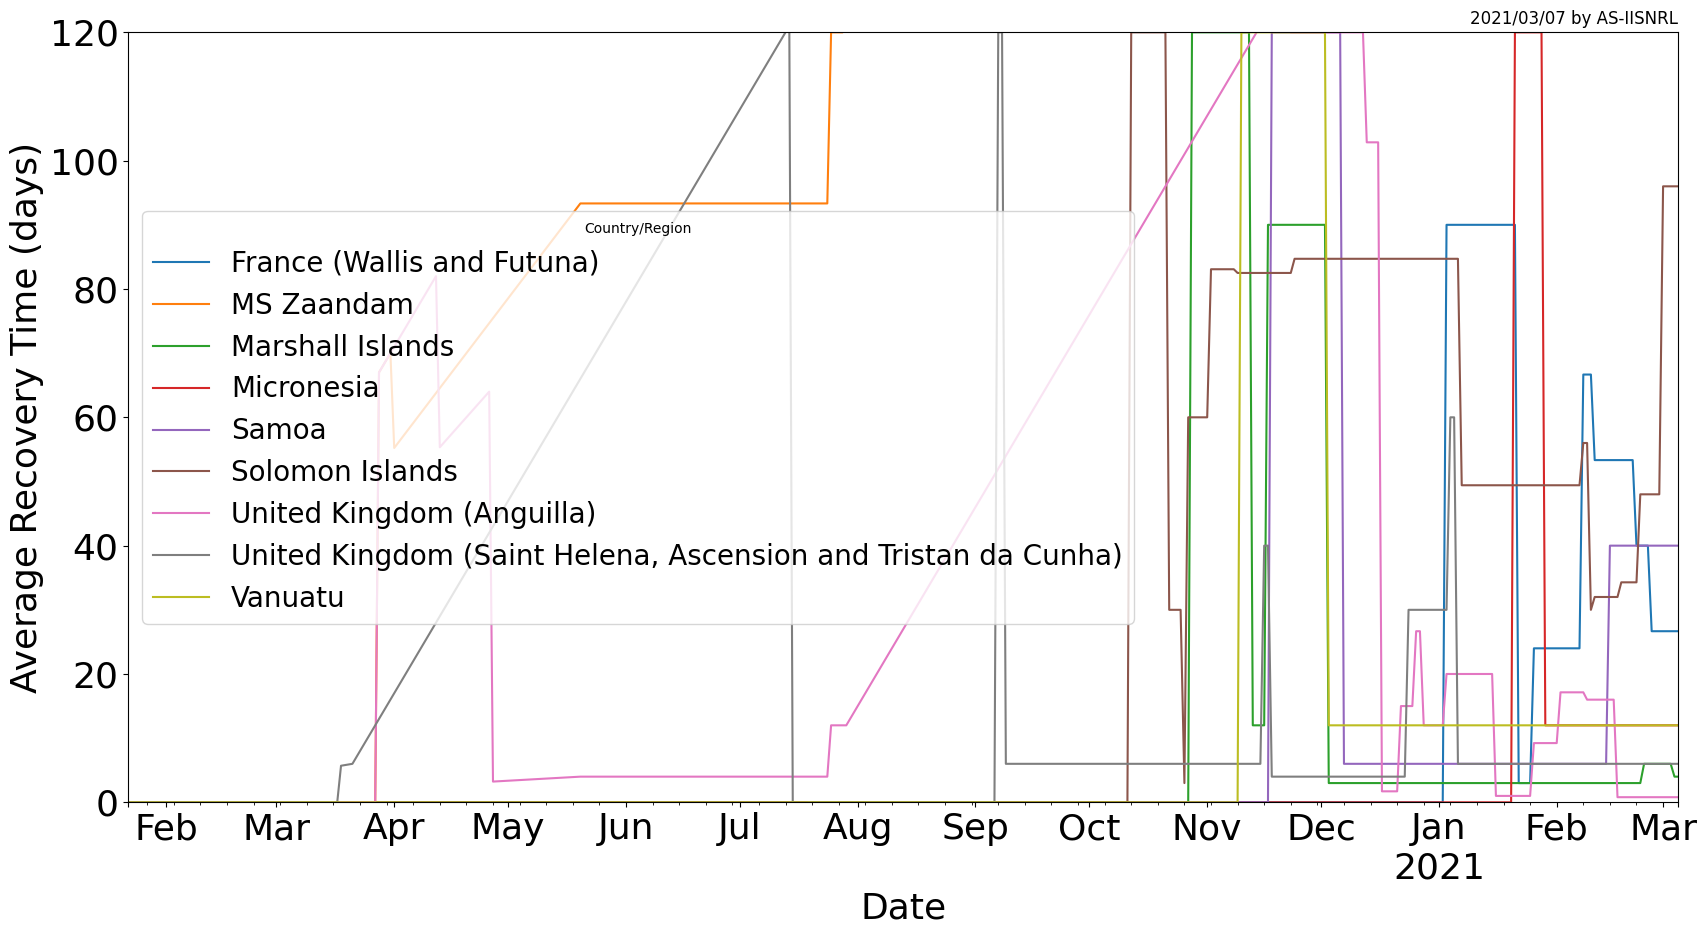 2021/03/07 by AS-IISNRL
Average Recovery Time (days)
120
100
80
60
40
20
0
Country/Region
France (Wallis and Futuna)
MS Zaandam
Marshall Islands
Micronesia
Samoa
Solomon Islands
United Kingdom (Anguilla)
United Kingdom (Saint Helena, Ascension and Tristan da Cunha)
Vanuatu
Feb Mar Apr May Jun Jul Aug Sep Oct Nov Dec Jan Feb Mar
2021
Date